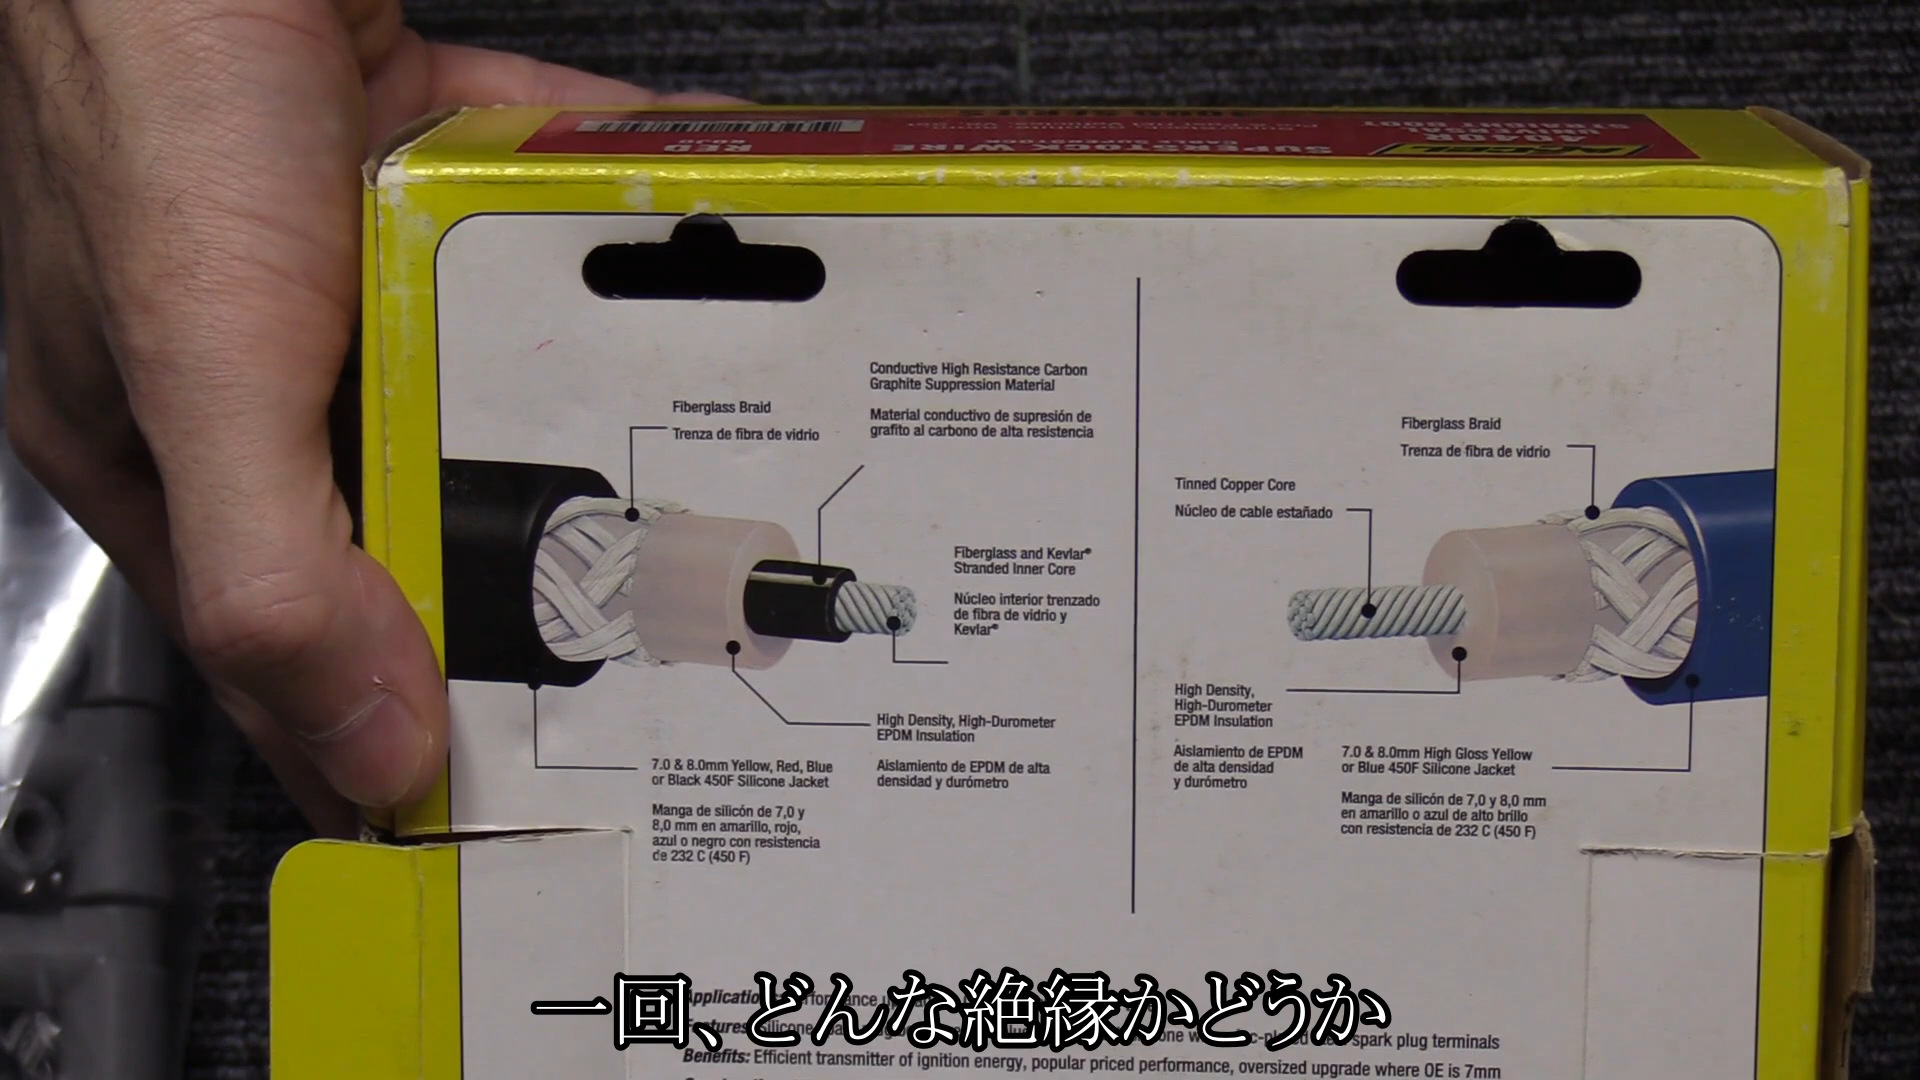 4000 SERIES
RED
SUPERSTOCK WIRE
ACCEL
UNIVERSAL
Conductive High Resistance Carbon
Graphite Suppression Material
Material conductivo de supresión de
grafito al carbono de alta resistencia
Fiberglass Braid
Trenza de fibra de vidrio
Fiberglass and Kevlar®
Stranded Inner Core
Núcleo interior trenzado
de fibra de vidrio y
Kevlar®
High Density, High-Durometer
EPDM Insulation
Aislamiento de EPDM de alta
densidad y durómetro
7.0 & 8.0mm Yellow, Red, Blue
or Black 450F Silicone Jacket
Manga de silicón de 7,0 y
8,0 mm en amarillo, rojo,
azul o negro con resistencia
de 232 C (450 F)
Fiberglass Braid
Trenza de fibra de vidrio
Tinned Copper Core
Núcleo de cable estañado
High Density,
High-Durometer
EPDM Insulation
Aislamiento de EPDM
de alta densidad
y durómetro
7.0 & 8.0mm High Gloss Yellow
or Blue 450F Silicone Jacket
Manga de silicón de 7,0 y 8,0 mm
en amarillo o azul de alto brillo
con resistencia de 232 C (450 F)
spark plug terminals
Benefits: Efficient transmitter of ignition energy, popular priced performance, oversized upgrade where OE is 7mm
一回、どんな絶縁かどうか